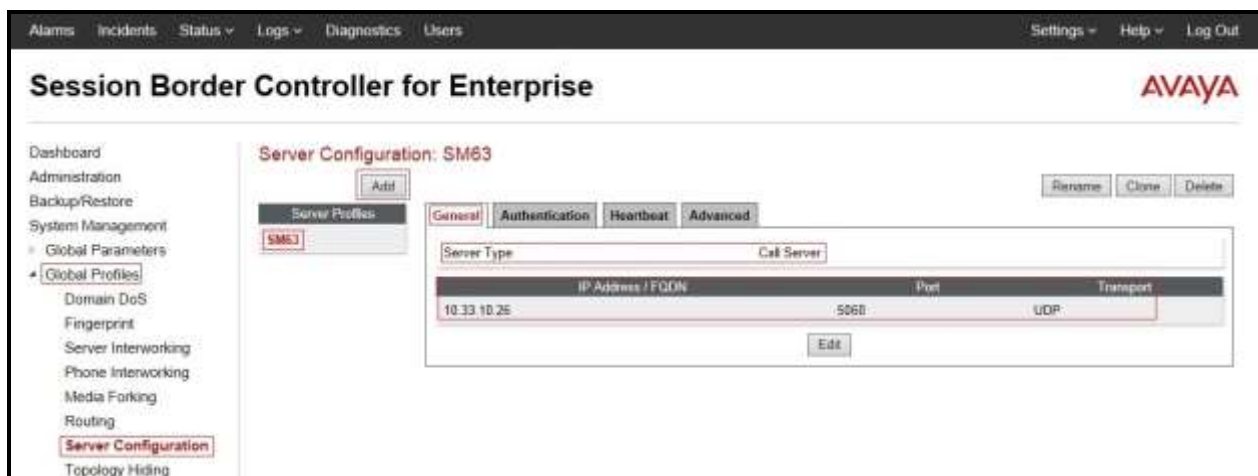 Alarms Incidents Status Logs Diagnostics Users Settings Help Log Out
Session Border Controller for Enterprise
AVAYA
Dashboard
Administration
Backup/Restore
System Management
Global Parameters
Global Profiles
Domain DoS
Fingerprint
Server Interworking
Phone Interworking
Media Forking
Routing
Server Configuration
Topology Hiding
Server Configuration: SM63
Add
Rename Clone Delete
Server Profiles
SM63
General Authentication Heartbeat Advanced
Server Type Call Server
IP Address / FQDN Port Transport
10.33.10.26 5060 UDP
Edit